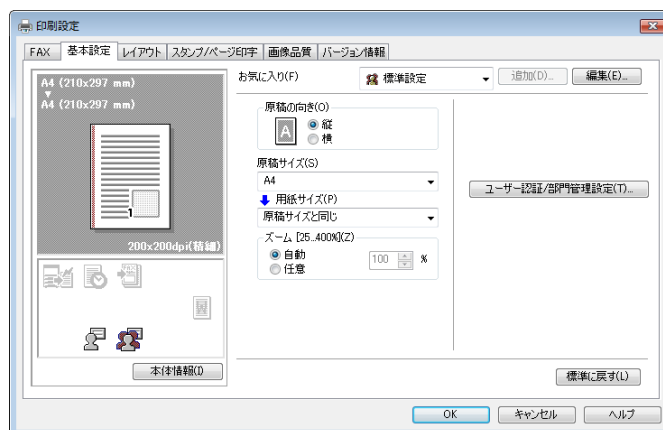 印刷設定
FAX 基本設定 レイアウト スタンプ/ページ印字 画像品質 バージョン情報
A4 (210x297 mm)
A4 (210x297 mm)
1
200x200dpi(精細)
本体情報(I)
お気に入り(F) 標準設定 追加(D)... 編集(E)...
原稿の向き(O)
A
縦
横
原稿サイズ(S)
A4
用紙サイズ(P)
原稿サイズと同じ
ズーム [25..400%](Z)
自動
任意
100 %
ユーザー認証/部門管理設定(T)...
標準に戻す(L)
OK キャンセル ヘルプ